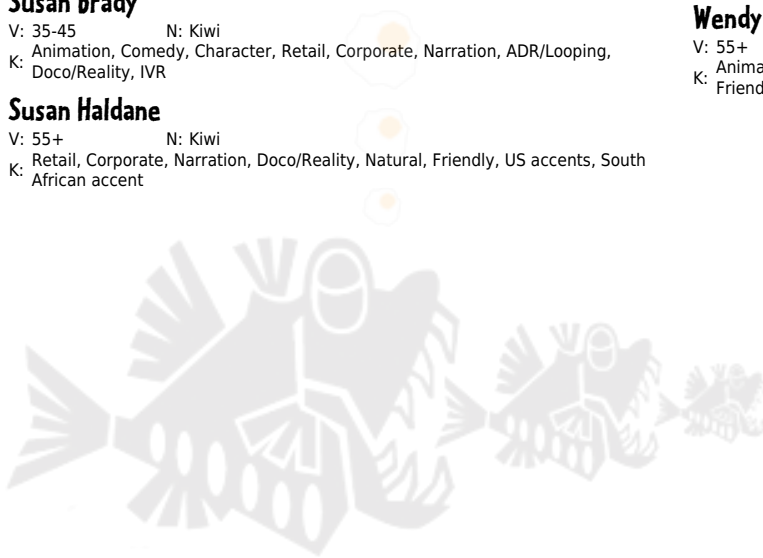 Susan Brady
V: 35-45 N: Kiwi
K: Animation, Comedy, Character, Retail, Corporate, Narration, ADR/Looping,
Doco/Reality, IVR
Susan Haldane
V: 55+ N: Kiwi
K: Retail, Corporate, Narration, Doco/Reality, Natural, Friendly, US accents, South
African accent
Wendy
V: 55+
K: